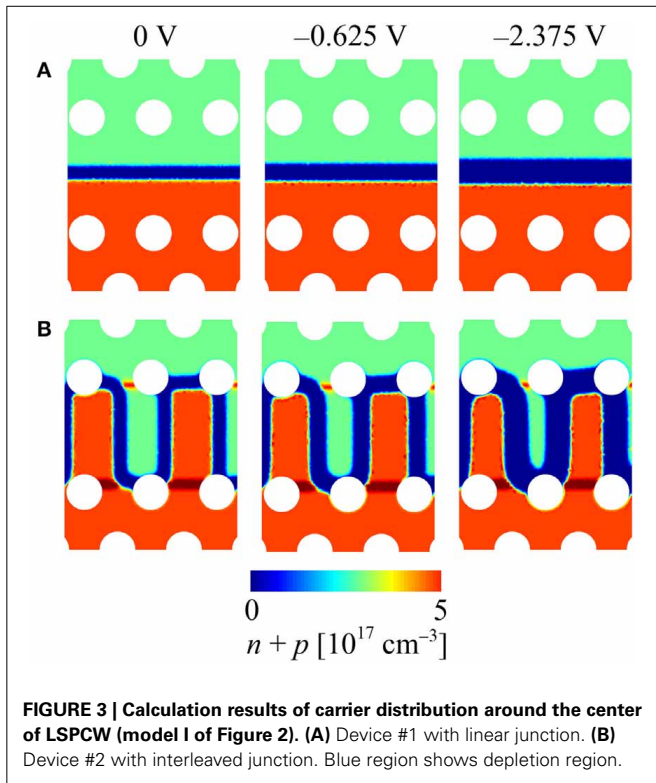 0 V –0.625 V –2.375 V
A
B
0 5
n + p [10¹⁷ cm⁻³]
FIGURE 3 | Calculation results of carrier distribution around the center
of LSPCW (model I of Figure 2). (A) Device #1 with linear junction. (B)
Device #2 with interleaved junction. Blue region shows depletion region.